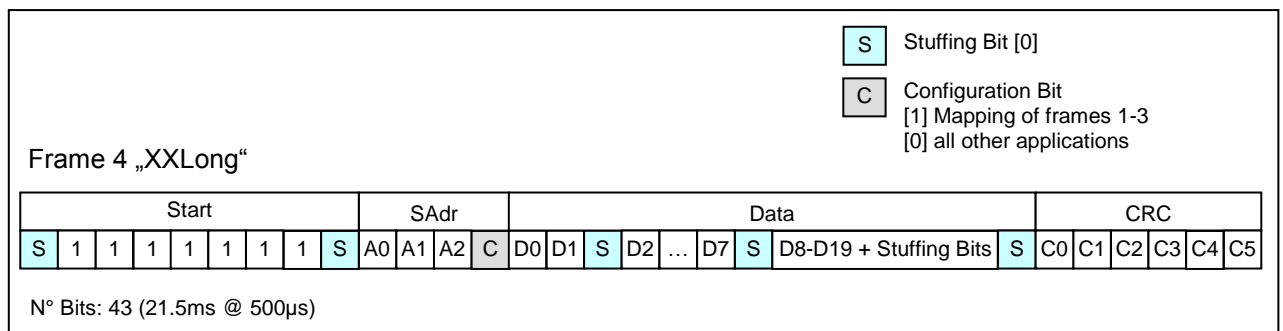 S Stuffing Bit [0]
C Configuration Bit
[1] Mapping of frames 1-3
[0] all other applications
Frame 4 „XXLong“
Start SAdr Data CRC
S 1 1 1 1 1 1 1 S A0 A1 A2 C D0 D1 S D2 … D7 S D8-D19 + Stuffing Bits S C0 C1 C2 C3 C4 C5
N° Bits: 43 (21.5ms @ 500µs)